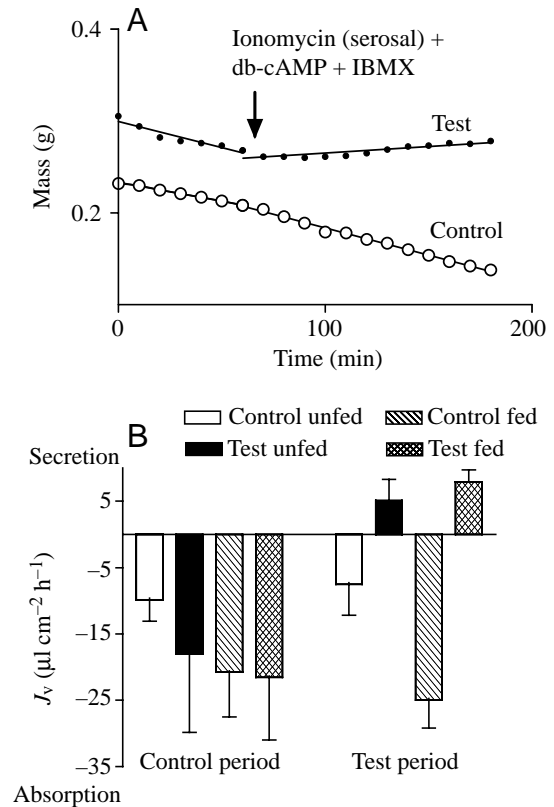 A
0.4
Ionomycin (serosal) +
db-cAMP + IBMX
Test
Mass (g)
0.2
Control
0
100
200
Time (min)
B
Control unfed
Control fed
Test unfed
Test fed
Secretion
5
−5
−15
−25
−35
Jv (µl cm−2 h−1)
Control period
Test period
Absorption